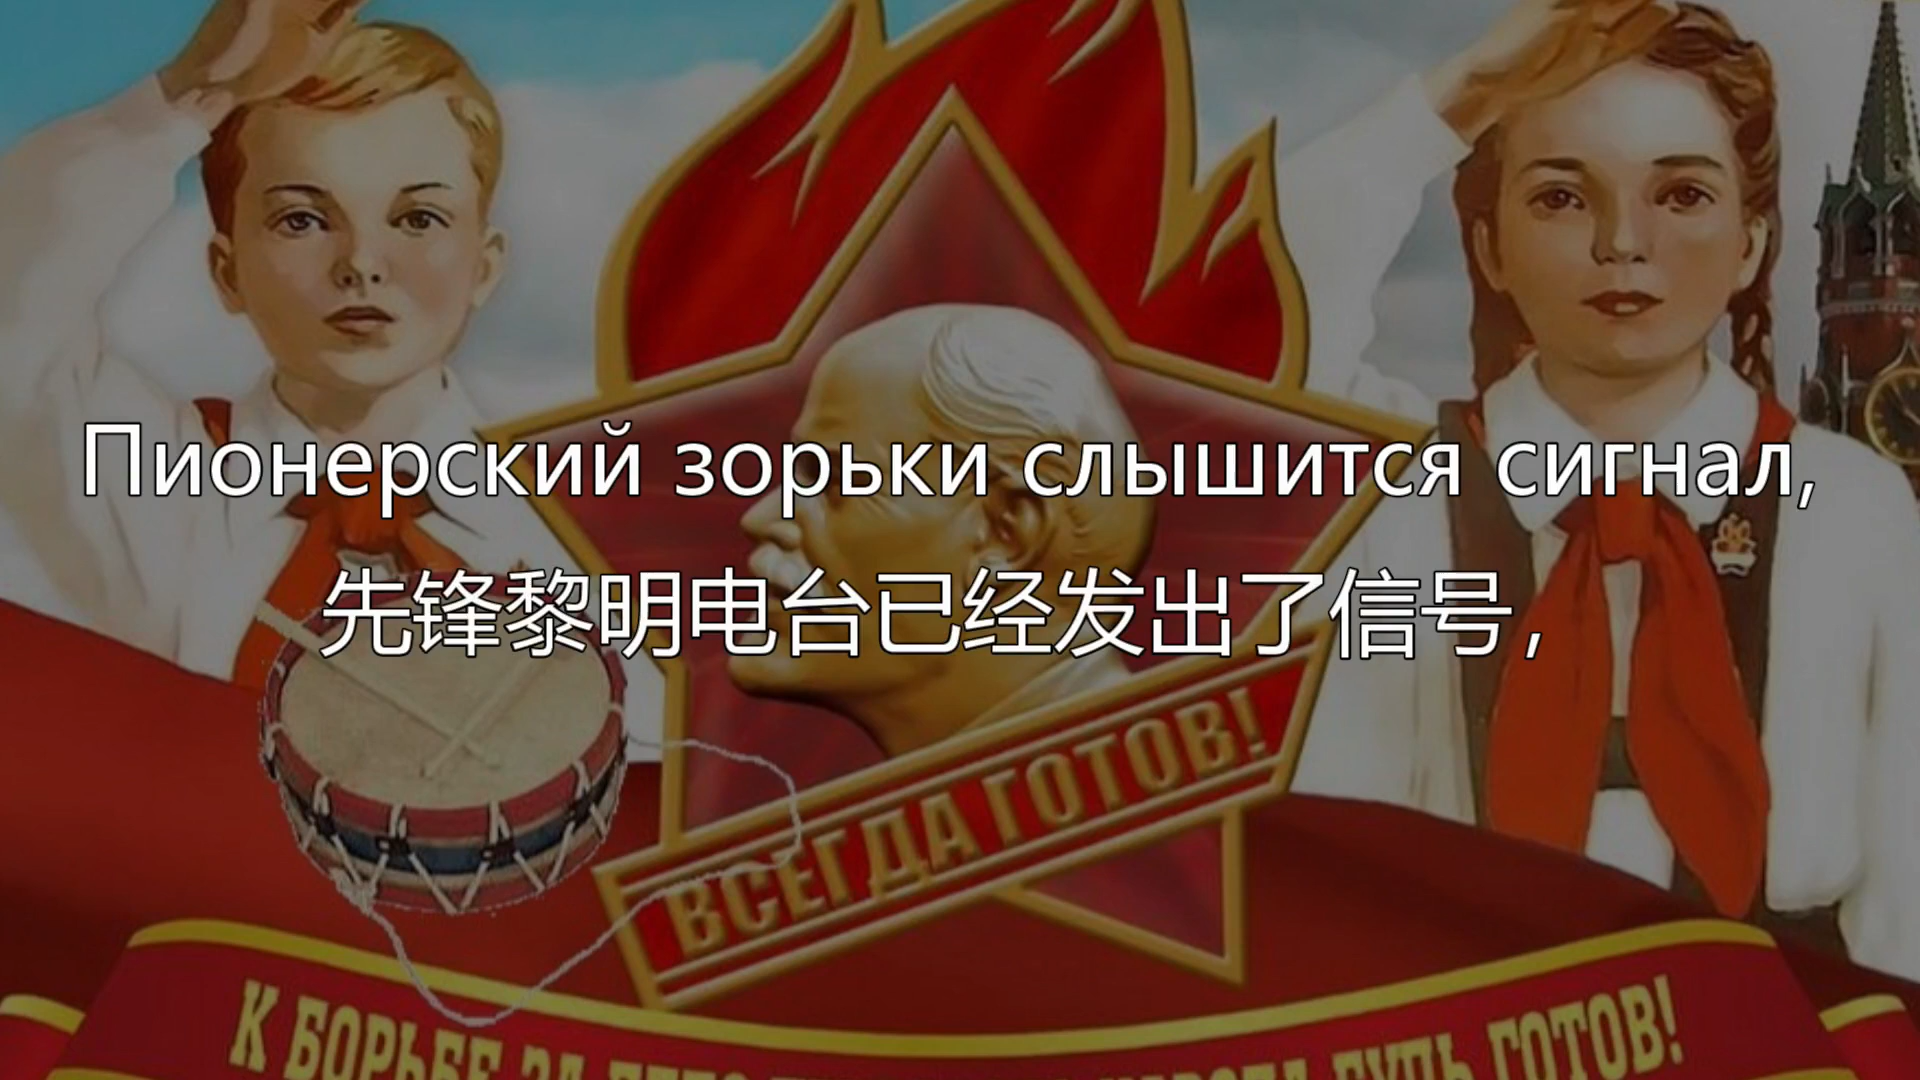 Пионерский зорьки слышится сигнал,
先锋黎明电台已经发出了信号，
ВСЕГДА ГОТОВ!
К БОРЬБЕ ЗА ГОТОВ!